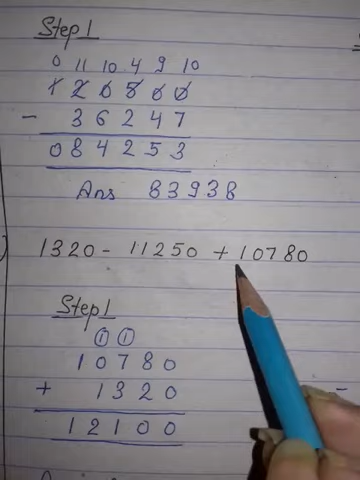 Step 1
0 11 10 4 9 10
1 2 0 5 0 0
- 3 6 2 4 7
0 8 4 2 5 3
Ans 83938
1320 - 11250 + 10780
Step 1
1 1
1 0 7 8 0
+ 1 3 2 0
1 2 1 0 0